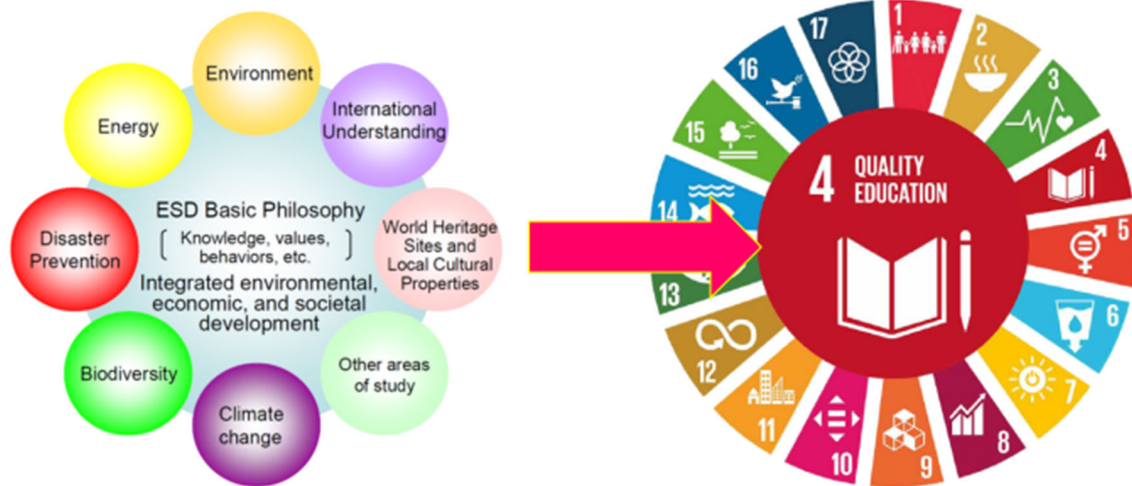 Environment
International
Understanding
World Heritage
Sites and
Local Cultural
Properties
Other areas
of study
Climate
change
Biodiversity
Disaster
Prevention
Energy
ESD Basic Philosophy
[ Knowledge, values,
behaviors, etc. ]
Integrated environmental,
economic, and societal
development
1
2
3
4
5
6
7
8
9
10
11
12
13
14
15
16
17
4 QUALITY
EDUCATION